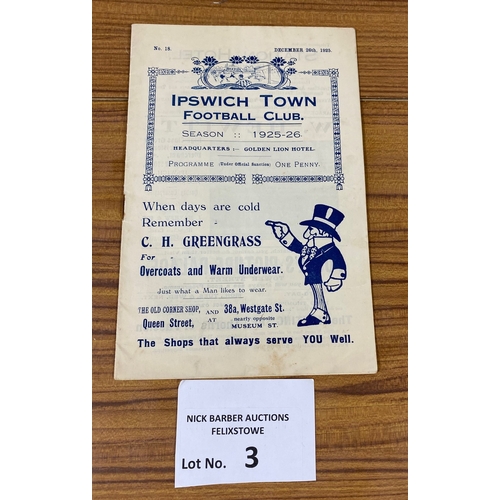 No. 18.
DECEMBER 26th, 1925.
IPSWICH TOWN
FOOTBALL CLUB.
SEASON :: 1925-26
HEADQUARTERS :- GOLDEN LION HOTEL.
PROGRAMME (Under Official Sanction) ONE PENNY.
When days are cold
Remember -
C. H. GREENGRASS
For
Overcoats and Warm Underwear.
Just what a Man likes to wear.
THE OLD CORNER SHOP, AND 38a, Westgate St.
Queen Street, AT nearly opposite
MUSEUM ST.
The Shops that always serve YOU Well.
NICK BARBER AUCTIONS
FELIXSTOWE
Lot No. 3